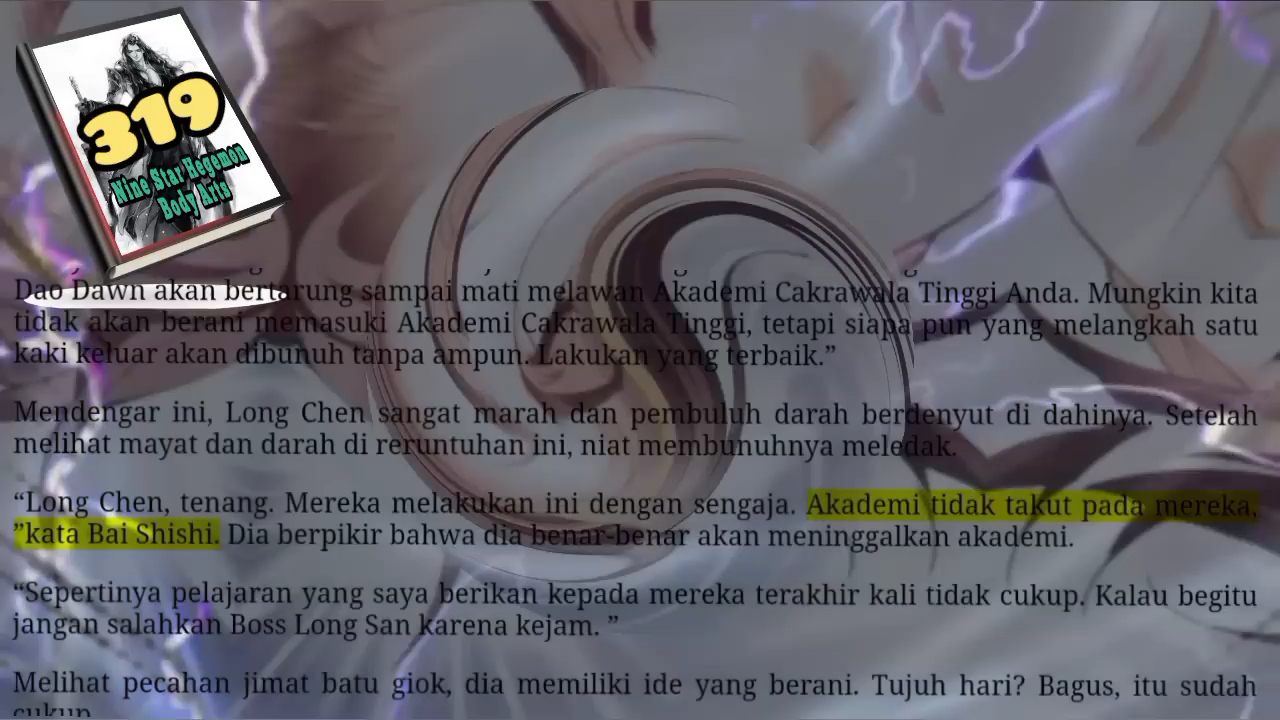 319
Nine Star Hegemon
Body Arts
Dao Dawn akan bertarung sampai mati melawan Akademi Cakrawala Tinggi Anda. Mungkin kita
tidak akan berani memasuki Akademi Cakrawala Tinggi, tetapi siapa pun yang melangkah satu
kaki keluar akan dibunuh tanpa ampun. Lakukan yang terbaik.”
Mendengar ini, Long Chen sangat marah dan pembuluh darah berdenyut di dahinya. Setelah
melihat mayat dan darah di reruntuhan ini, niat membunuhnya meledak.
“Long Chen, tenang. Mereka melakukan ini dengan sengaja. Akademi tidak takut pada mereka,
”kata Bai Shishi. Dia berpikir bahwa dia benar-benar akan meninggalkan akademi.
“Sepertinya pelajaran yang saya berikan kepada mereka terakhir kali tidak cukup. Kalau begitu
jangan salahkan Boss Long San karena kejam. ”
Melihat pecahan jimat batu giok, dia memiliki ide yang berani. Tujuh hari? Bagus, itu sudah
cukup.